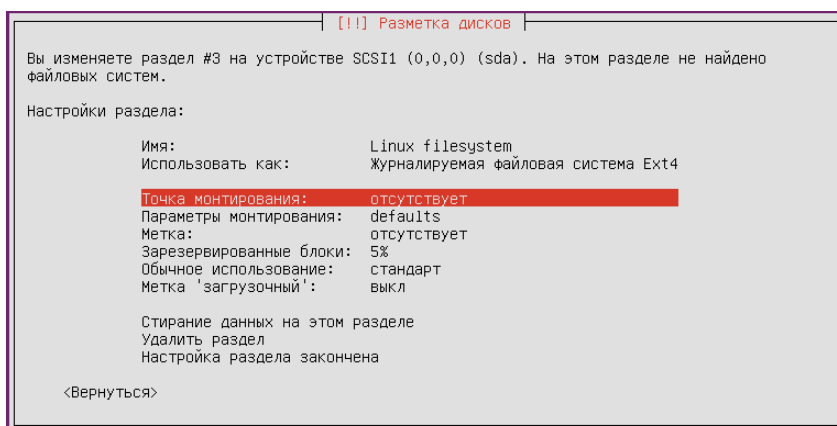 [!!] Разметка дисков
Вы изменяете раздел #3 на устройстве SCSI1 (0,0,0) (sda). На этом разделе не найдено
файловых систем.
Настройки раздела:
Имя: Linux filesystem
Использовать как: Журналируемая файловая система Ext4
Точка монтирования: отсутствует
Параметры монтирования: defaults
Метка: отсутствует
Зарезервированные блоки: 5%
Обычное использование: стандарт
Метка 'загрузочный': выкл
Стирание данных на этом разделе
Удалить раздел
Настройка раздела закончена
<Вернуться>